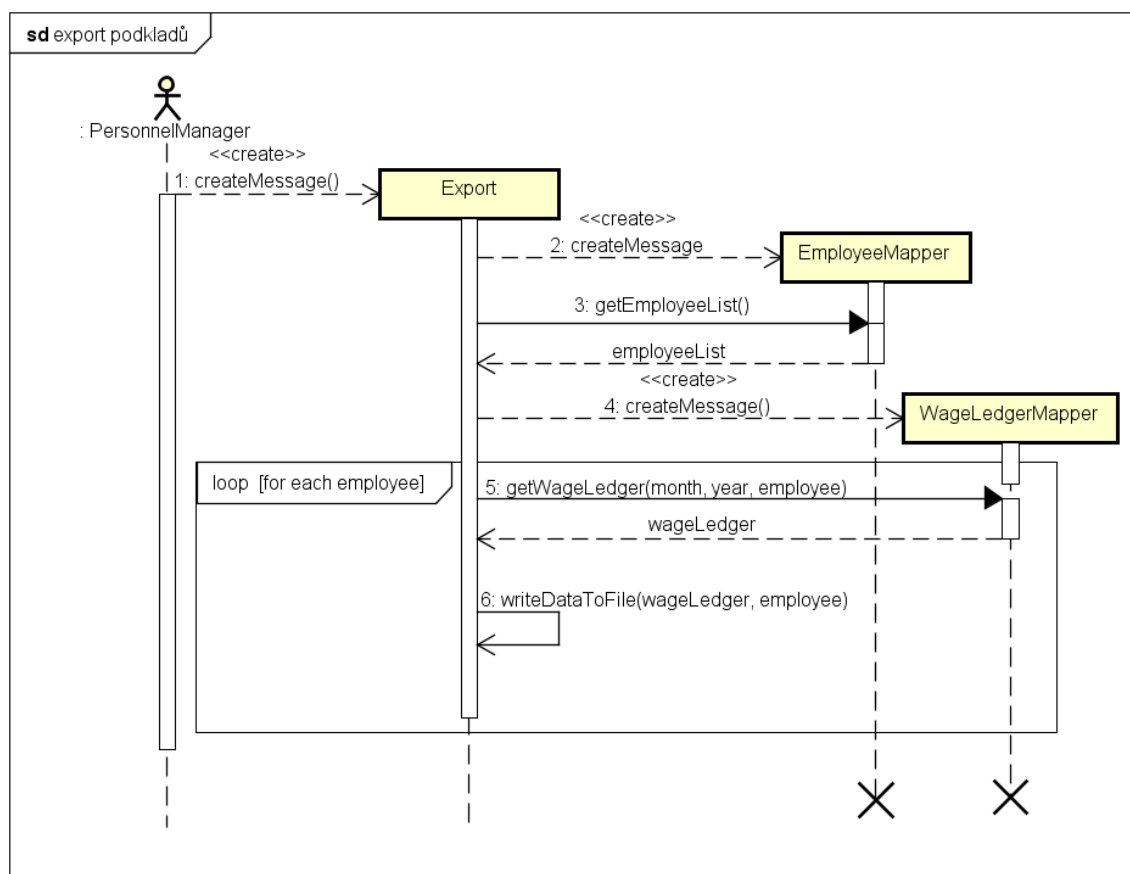 sd export podkladů
: PersonnelManager
<<create>>
1: createMessage()
Export
<<create>>
2: createMessage
EmployeeMapper
3: getEmployeeList()
employeeList
<<create>>
4: createMessage()
WageLedgerMapper
loop [for each employee]
5: getWageLedger(month, year, employee)
wageLedger
6: writeDataToFile(wageLedger, employee)